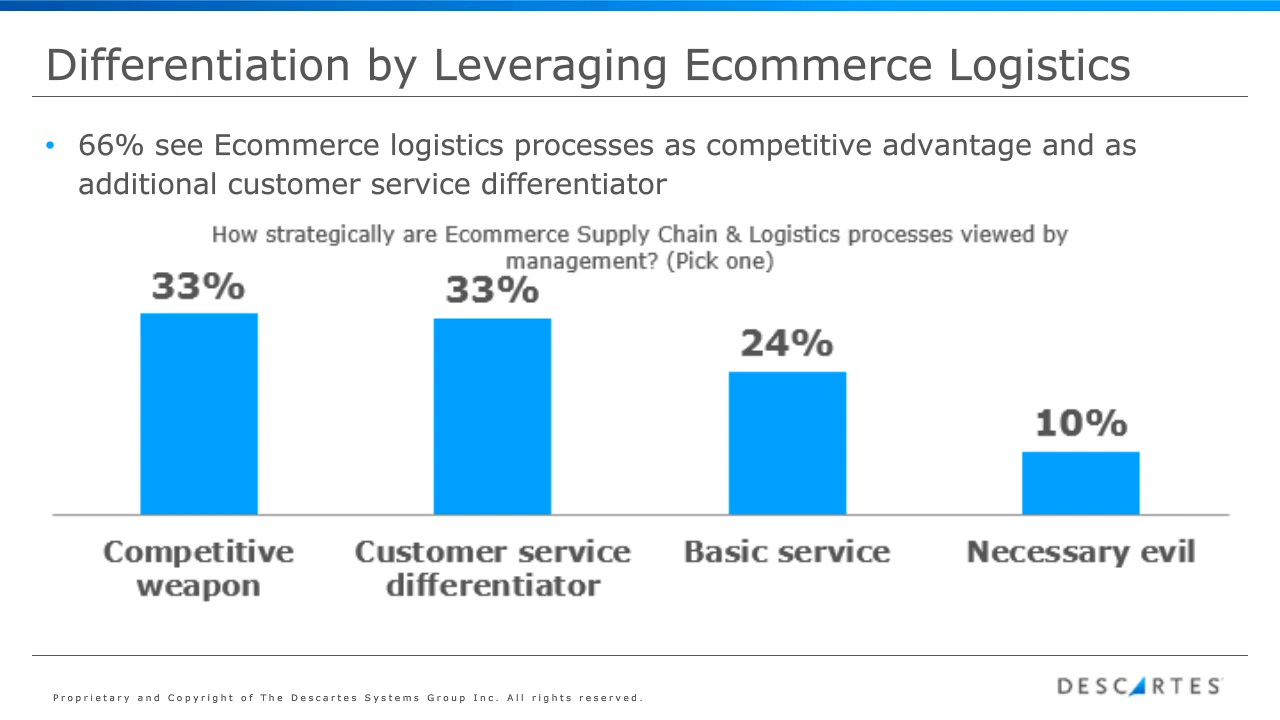 Differentiation by Leveraging Ecommerce Logistics
• 66% see Ecommerce logistics processes as competitive advantage and as
additional customer service differentiator
How strategically are Ecommerce Supply Chain & Logistics processes viewed by
management? (Pick one)
33%
33%
24%
10%
Competitive
weapon
Customer service
differentiator
Basic service
Necessary evil
Proprietary and Copyright of The Descartes Systems Group Inc. All rights reserved.
DESCARTES